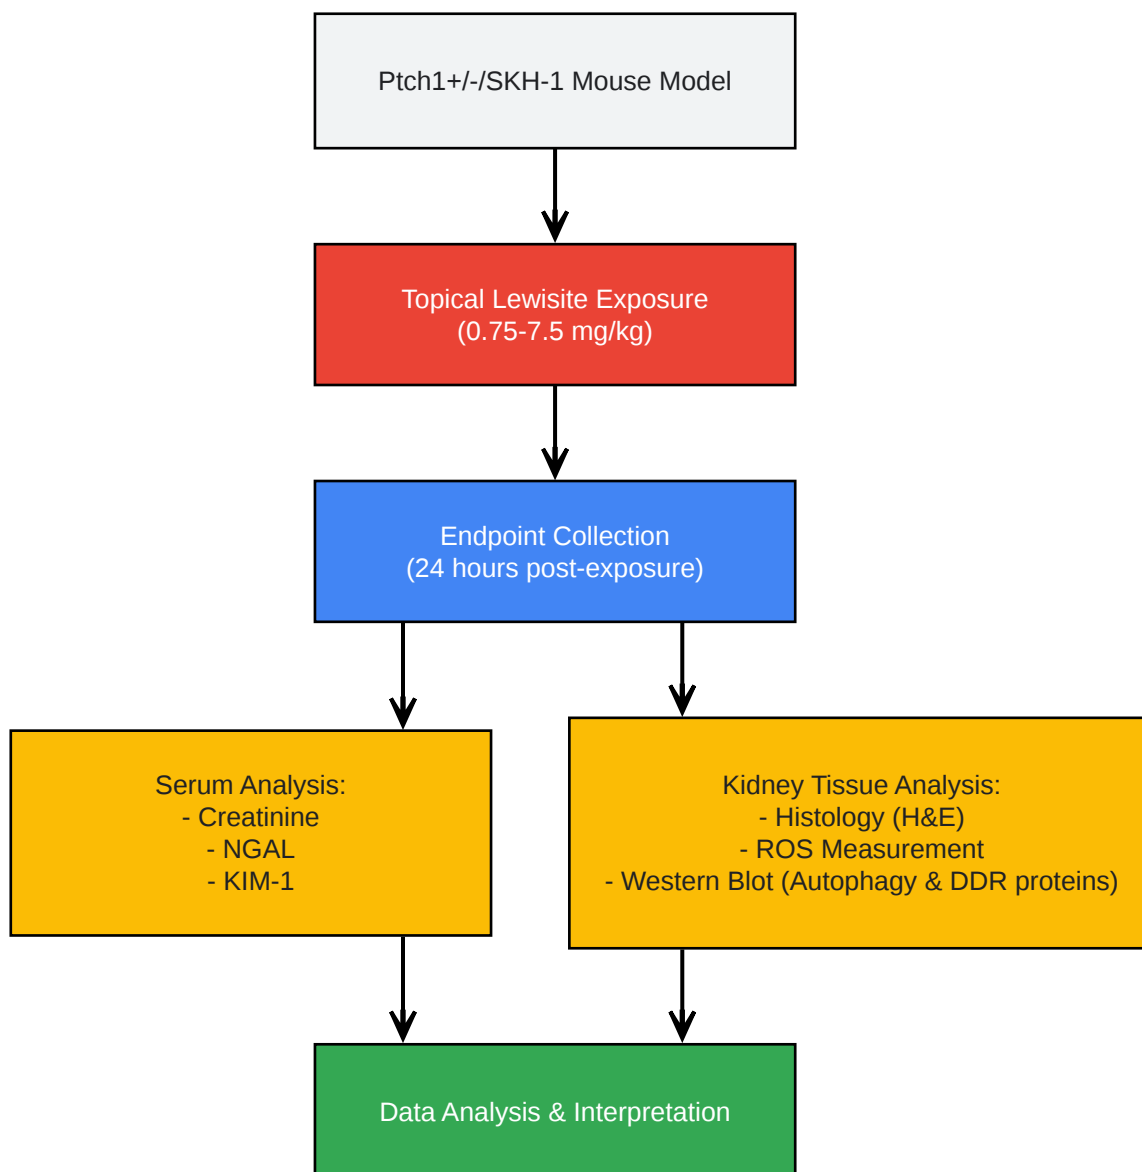 Ptch1+/-/SKH-1 Mouse Model
Topical Lewisite Exposure
(0.75-7.5 mg/kg)
Endpoint Collection
(24 hours post-exposure)
Serum Analysis:
- Creatinine
- NGAL
- KIM-1
Kidney Tissue Analysis:
- Histology (H&E)
- ROS Measurement
- Western Blot (Autophagy & DDR proteins)
Data Analysis & Interpretation